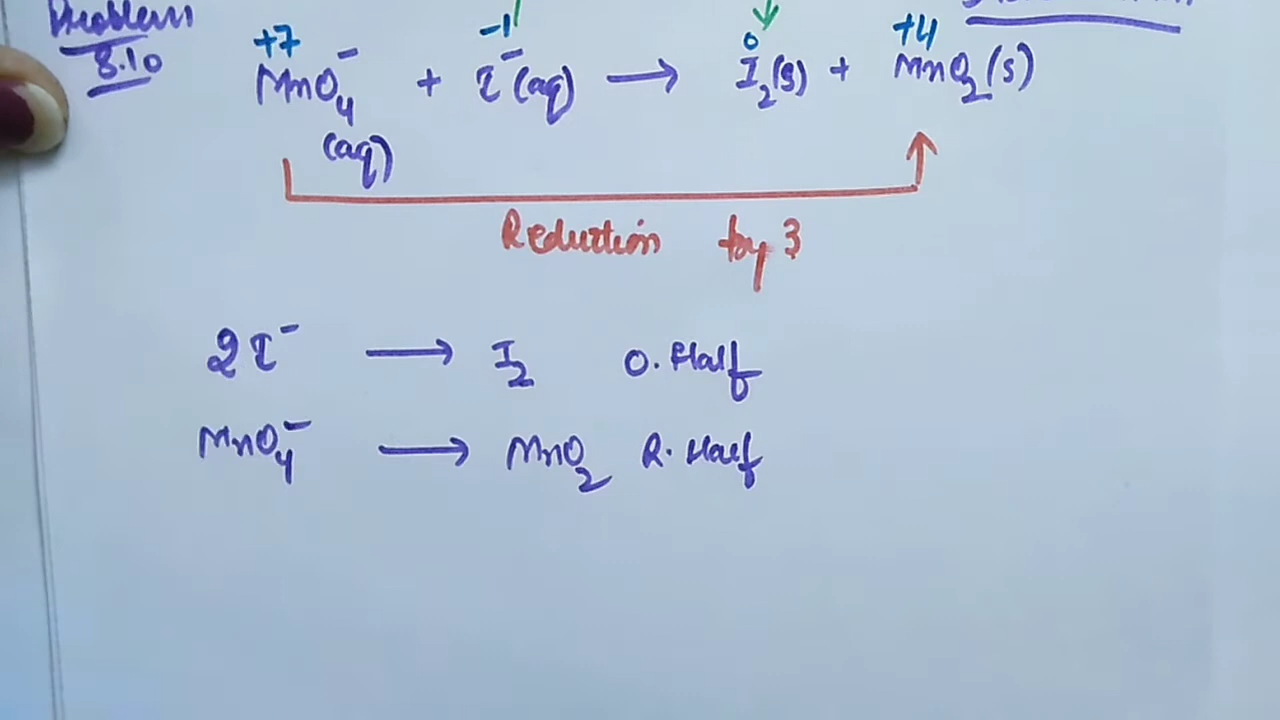 Problem
8.10
+7 -1 0 +4
MnO₄⁻ + I⁻(aq) ⟶ I₂(s) + MnO₂(s)
(aq)
Reduction by 3
2I⁻ ⟶ I₂ O. Half
MnO₄⁻ ⟶ MnO₂ R. Half